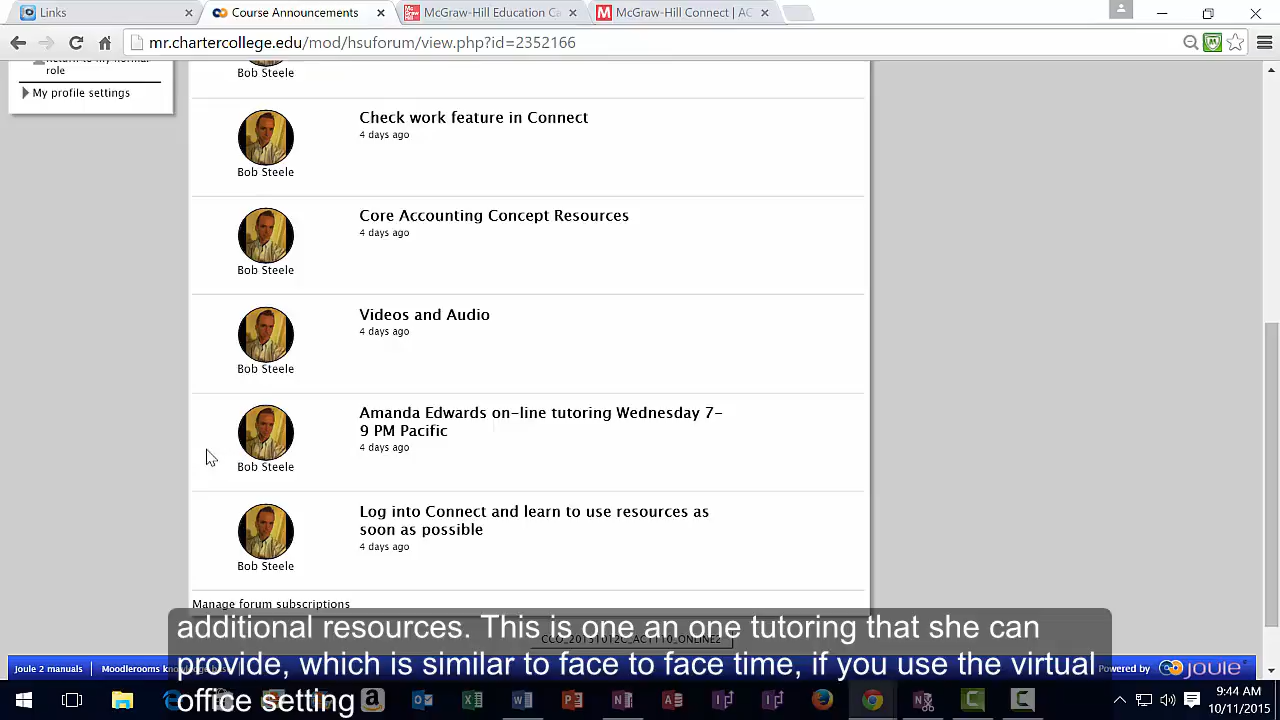 Links
Course Announcements
McGraw-Hill Education Ca
McGraw-Hill Connect | AC
mr.chartercollege.edu/mod/hsuforum/view.php?id=2352166
Return to my normal
role
My profile settings
Bob Steele
Check work feature in Connect
4 days ago
Bob Steele
Core Accounting Concept Resources
4 days ago
Bob Steele
Videos and Audio
4 days ago
Bob Steele
Amanda Edwards on-line tutoring Wednesday 7-
9 PM Pacific
4 days ago
Bob Steele
Log into Connect and learn to use resources as
soon as possible
4 days ago
Bob Steele
Manage forum subscriptions
additional resources. This is one an one tutoring that she can
provide, which is similar to face to face time, if you use the virtual
office setting
Joule 2 manuals
Moodlerooms
Powered by
joule
9:44 AM
10/11/2015